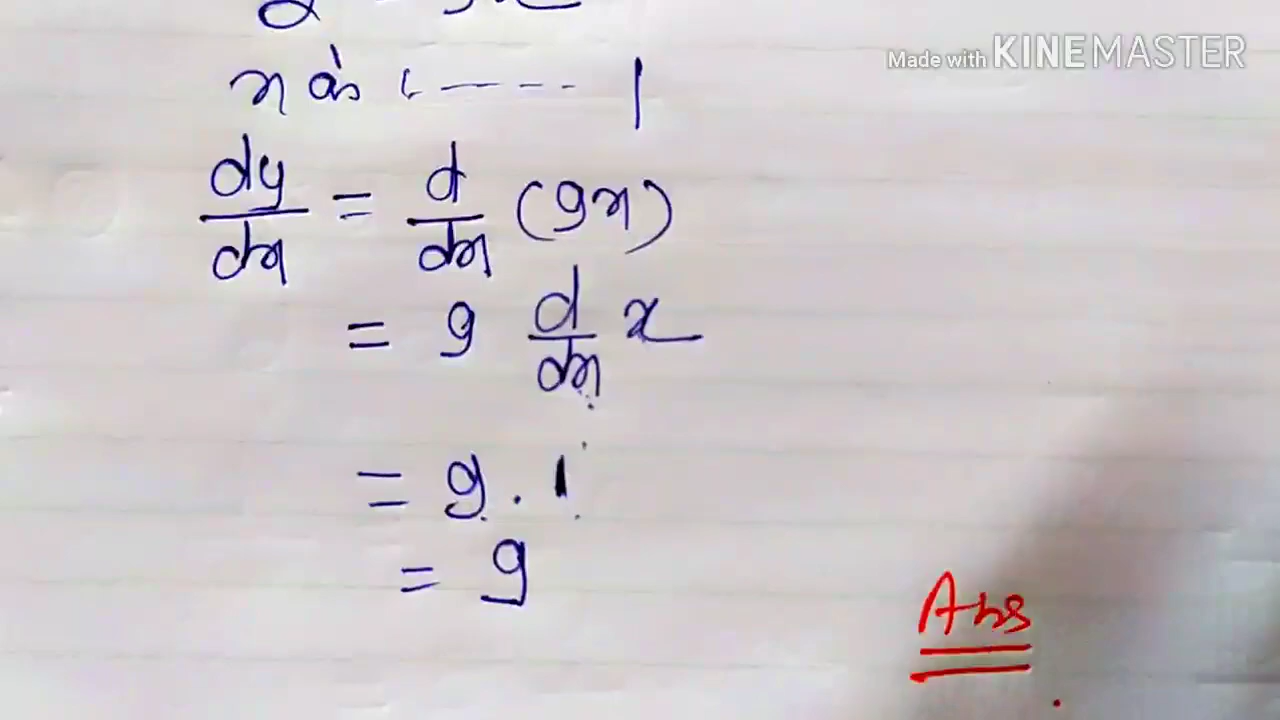 Made with KINEMASTER
x के ( ----- |
dy/dx = d/dx (9x)
= 9 d/dx x
= 9 . 1
= 9
Ans